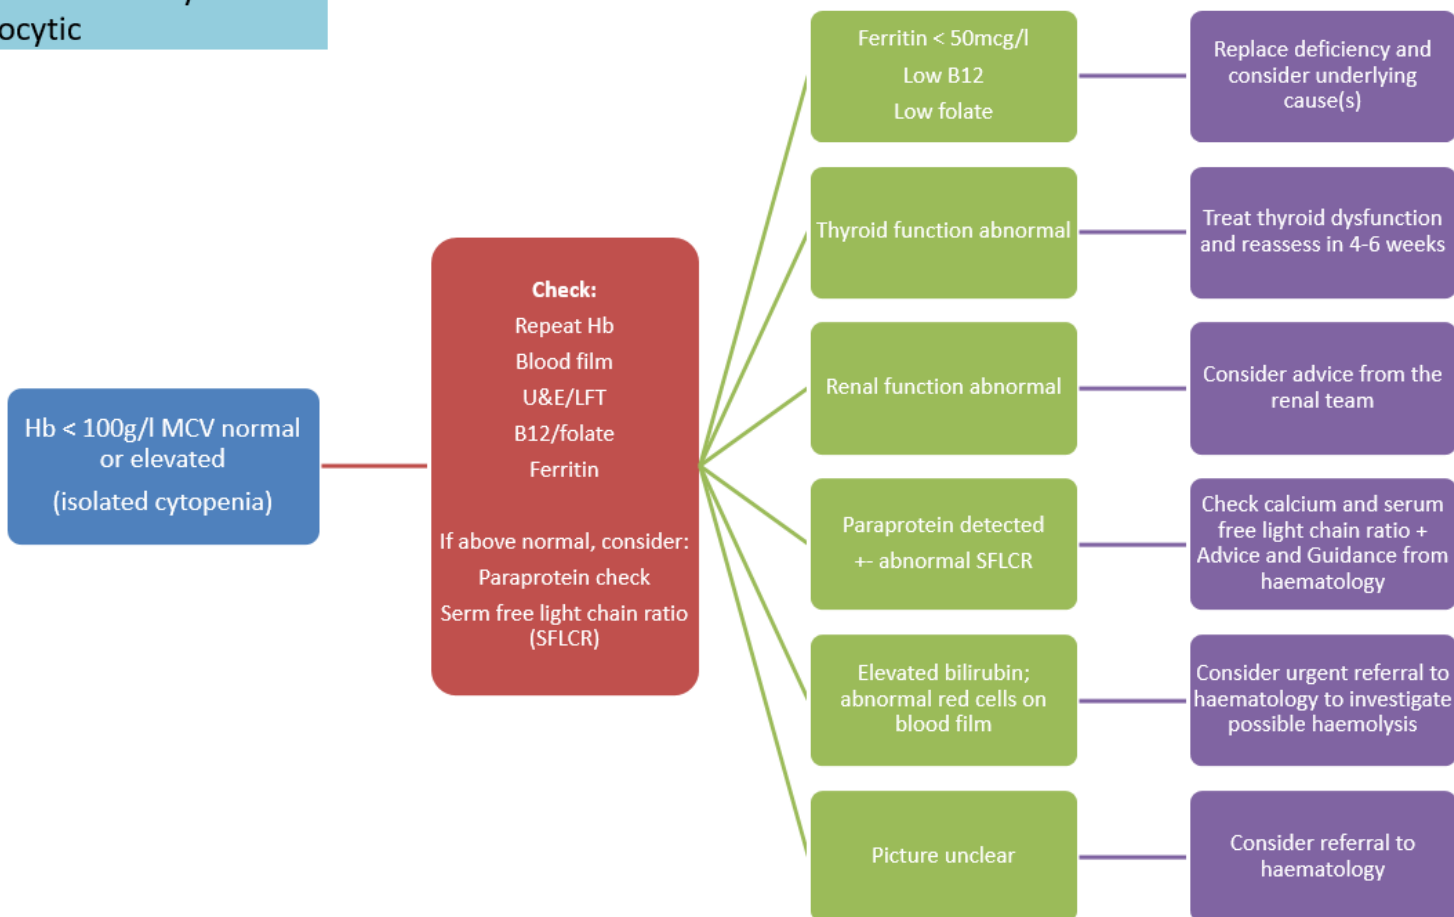 ocytic
Hb < 100g/l MCV normal
or elevated
(isolated cytopenia)
Check:
Repeat Hb
Blood film
U&E/LFT
B12/folate
Ferritin
If above normal, consider:
Paraprotein check
Serm free light chain ratio
(SFLCR)
Ferritin < 50mcg/l
Low B12
Low folate
Replace deficiency and
consider underlying
cause(s)
Thyroid function abnormal
Treat thyroid dysfunction
and reassess in 4-6 weeks
Renal function abnormal
Consider advice from the
renal team
Paraprotein detected
+- abnormal SFLCR
Check calcium and serum
free light chain ratio +
Advice and Guidance from
haematology
Elevated bilirubin;
abnormal red cells on
blood film
Consider urgent referral to
haematology to investigate
possible haemolysis
Picture unclear
Consider referral to
haematology